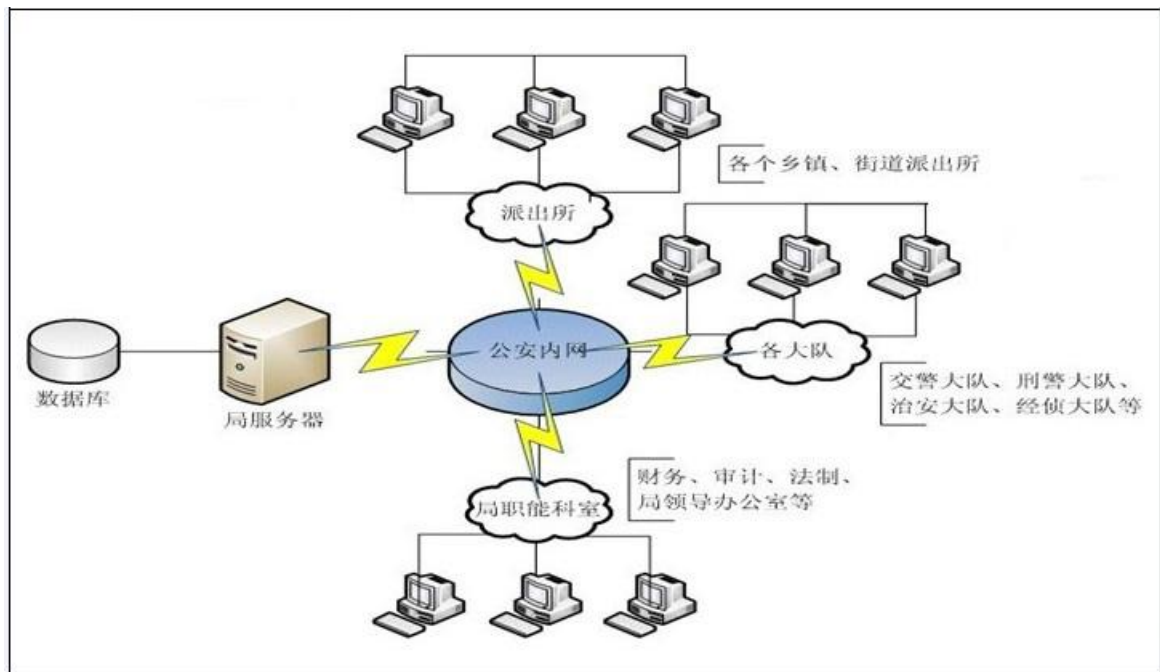 各个乡镇、街道派出所
派出所
公安内网
各大队
数据库
局服务器
交警大队、刑警大队、
治安大队、经侦大队等
财务、审计、法制、
局领导办公室等
局职能科室